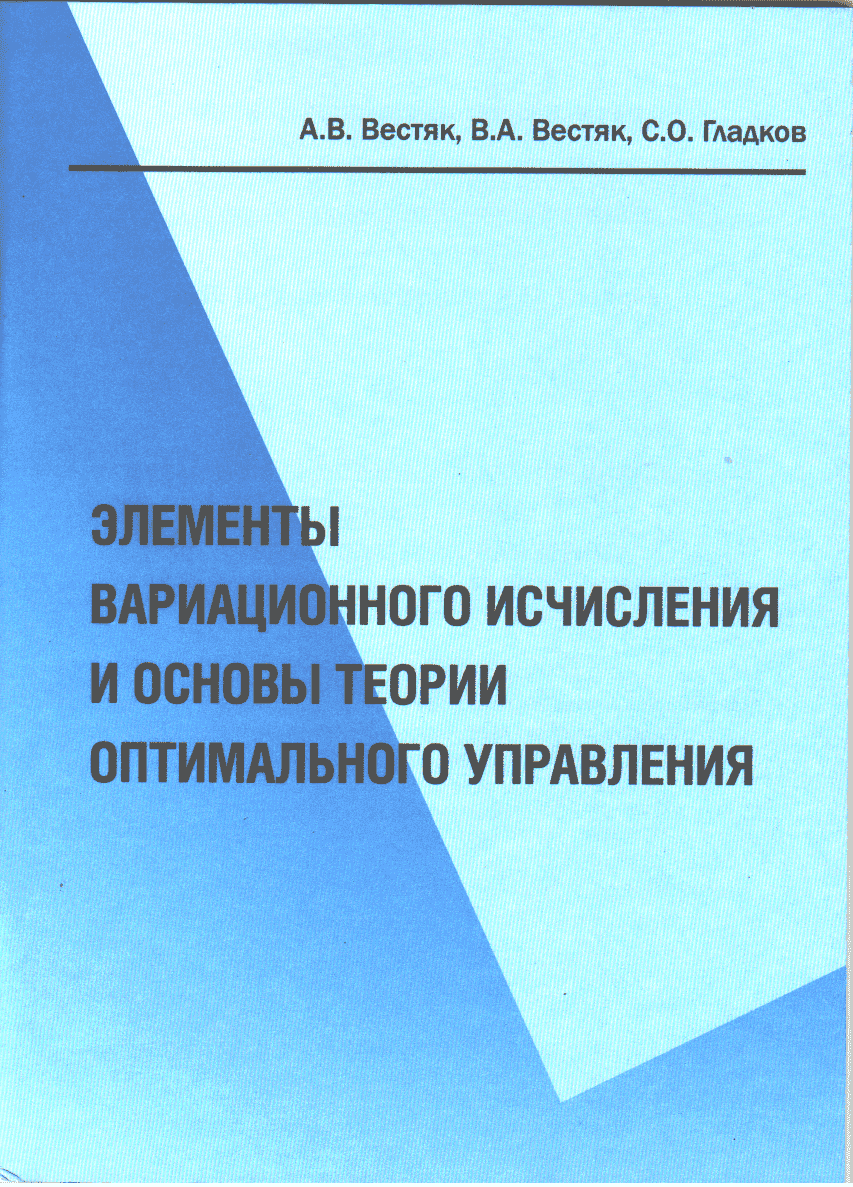 А.В. Вестяк, В.А. Вестяк, С.О. Гладков
ЭЛЕМЕНТЫ
ВАРИАЦИОННОГО ИСЧИСЛЕНИЯ
И ОСНОВЫ ТЕОРИИ
ОПТИМАЛЬНОГО УПРАВЛЕНИЯ